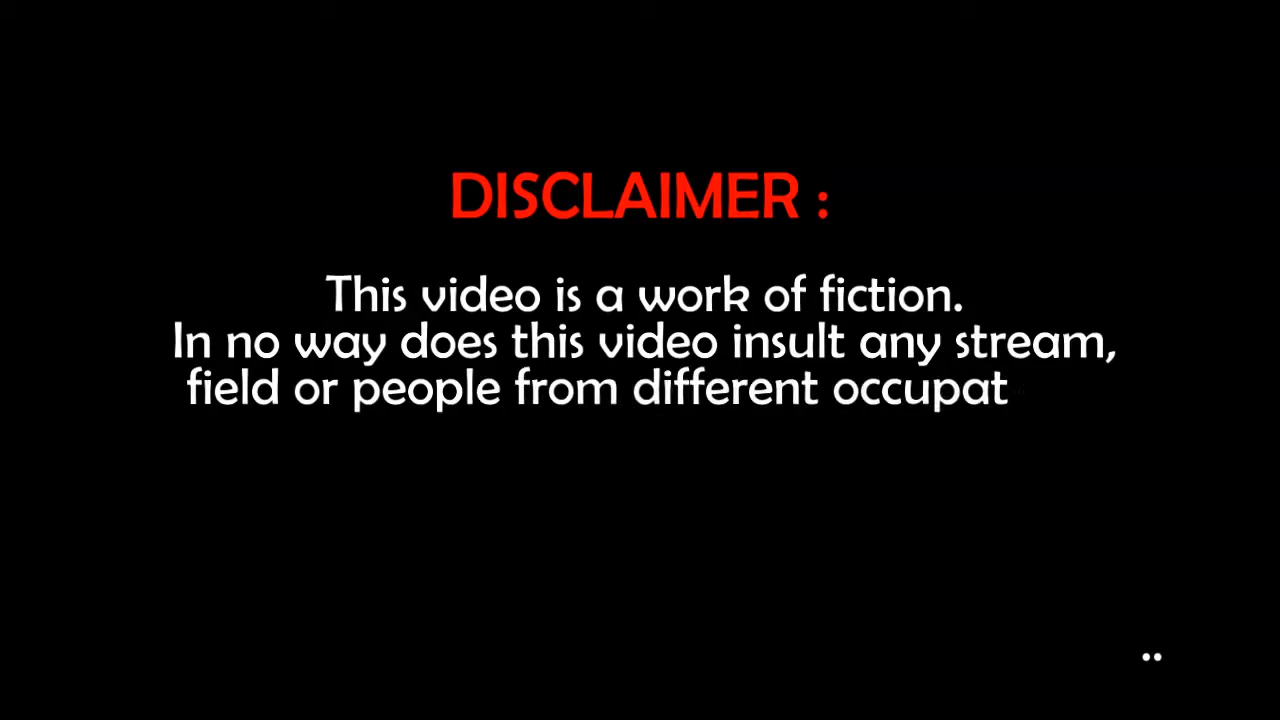 DISCLAIMER :
This video is a work of fiction.
In no way does this video insult any stream,
field or people from different occupat
..